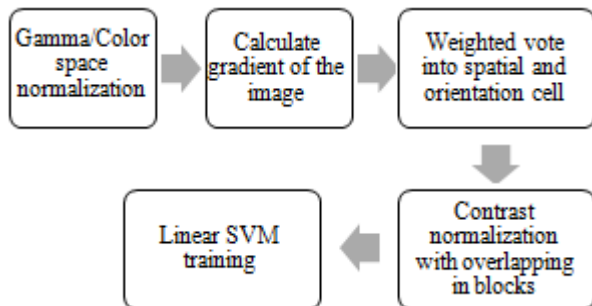 Gamma/Color
space
normalization
Calculate
gradient of the
image
Weighted vote
into spatial and
orientation cell
Contrast
normalization
with overlapping
in blocks
Linear SVM
training